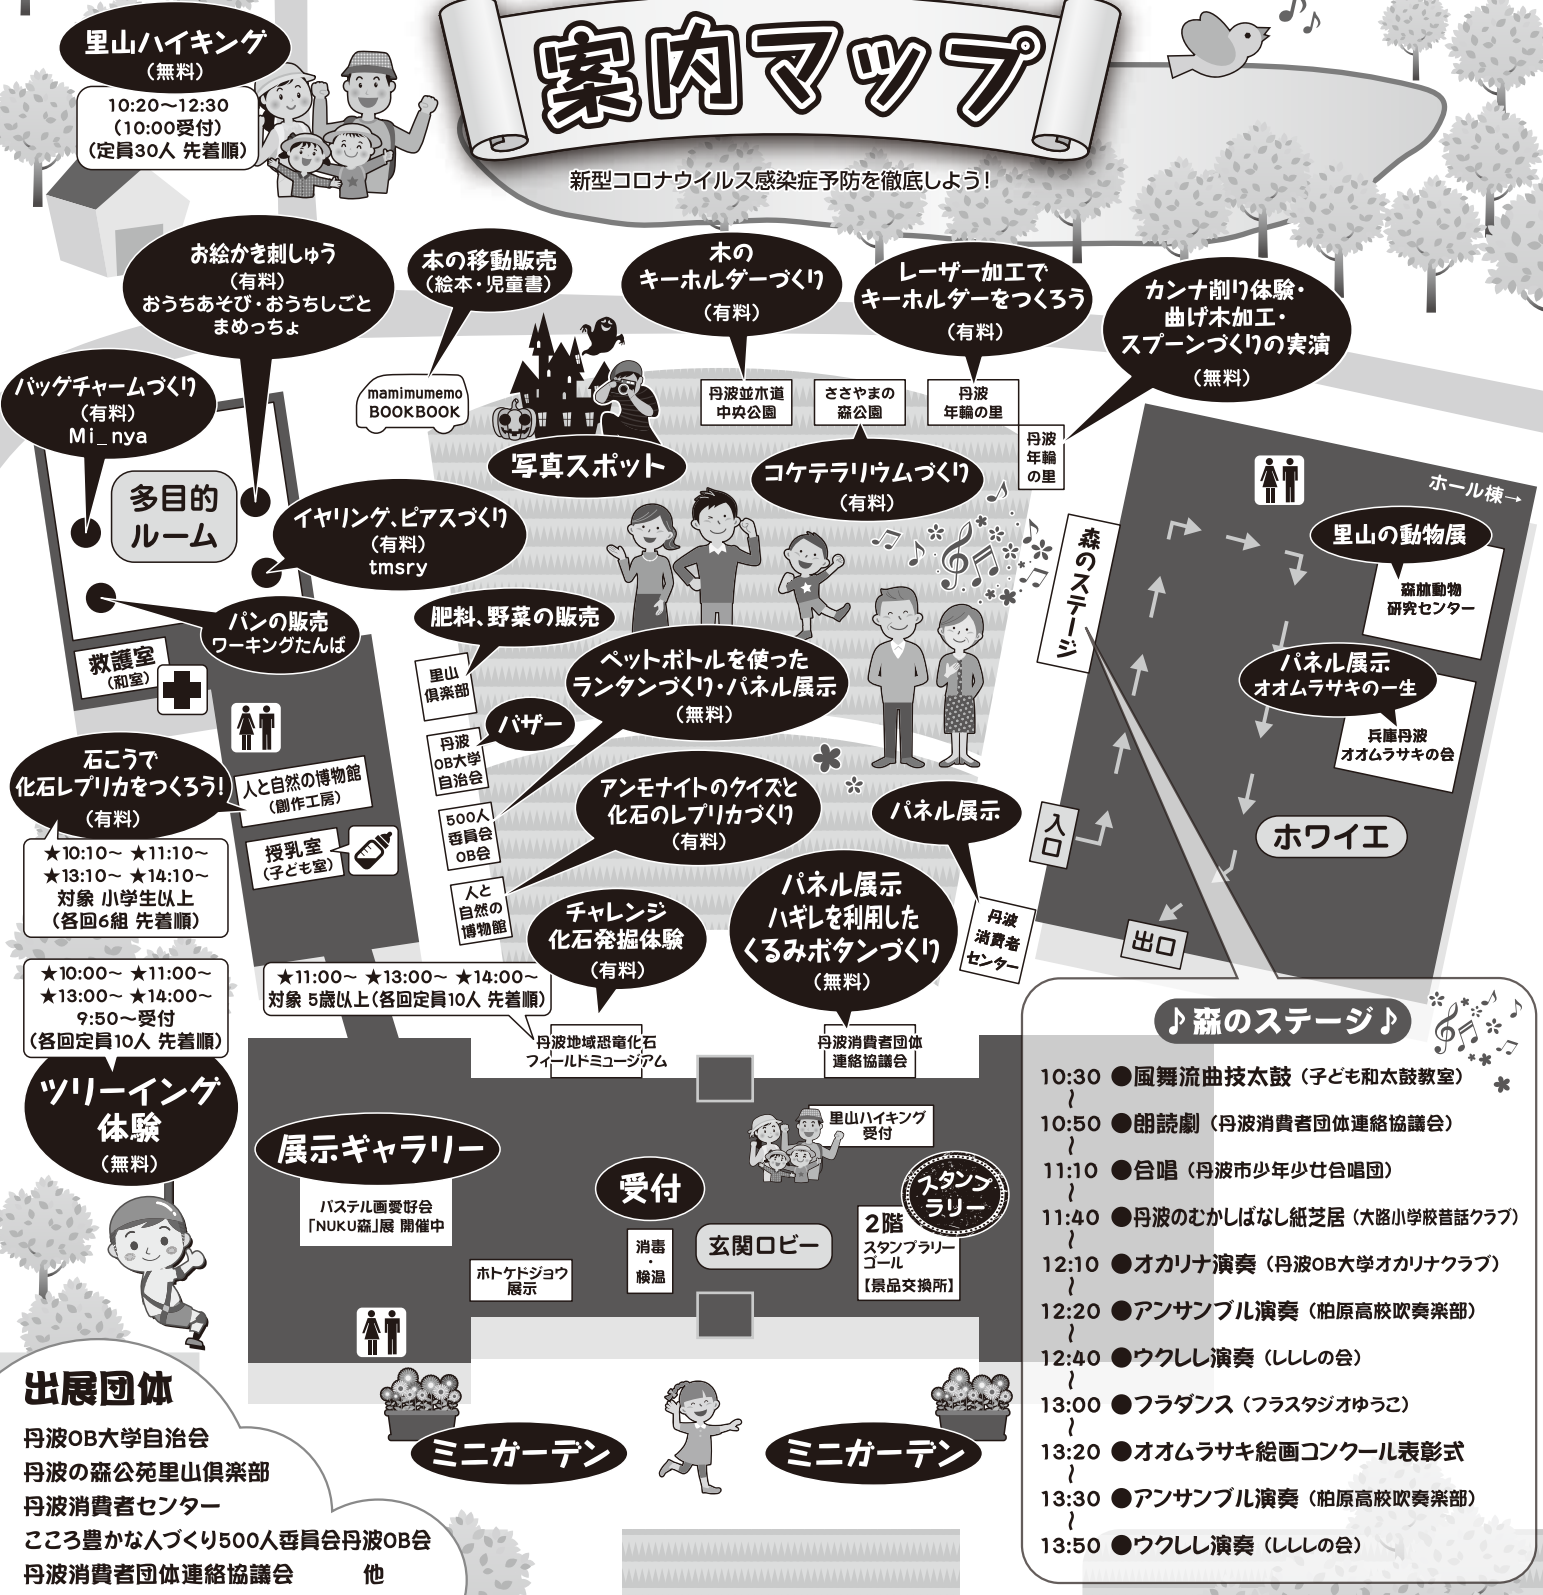 案内マップ
新型コロナウイルス感染症予防を徹底しよう!
里山ハイキング
(無料)
10:20〜12:30
(10:00受付)
(定員30人 先着順)
お絵かき刺しゅう
(有料)
おうちあそび・おうちしごと
まめっちょ
本の移動販売
(絵本・児童書)
mamimumemo
BOOKBOOK
木の
キーホルダーづくり
(有料)
丹波並木道
中央公園
レーザー加工で
キーホルダーをつくろう
(有料)
丹波
年輪の里
カンナ削り体験・
曲げ木加工・
スプーンづくりの実演
(無料)
丹波
年輪
の里
ささやまの
森公園
コケテラリウムづくり
(有料)
写真スポット
バッグチャームづくり
(有料)
Mi_nya
多目的
ルーム
イヤリング、ピアスづくり
(有料)
tmsry
パンの販売
ワーキングたんば
救護室
(和室)
肥料、野菜の販売
里山
倶楽部
バザー
丹波
OB大学
自治会
ペットボトルを使った
ランタンづくり・パネル展示
(無料)
500人
委員会
OB会
アンモナイトのクイズと
化石のレプリカづくり
(有料)
人と
自然の
博物館
石こうで
化石レプリカをつくろう!
(有料)
人と自然の博物館
(創作工房)
★10:10〜 ★11:10〜
★13:10〜 ★14:10〜
対象 小学生以上
(各回6組 先着順)
授乳室
(子ども室)
★10:00〜 ★11:00〜
★13:00〜 ★14:00〜
9:50〜受付
(各回定員10人 先着順)
ツリーイング
体験
(無料)
チャレンジ
化石発掘体験
(有料)
★11:00〜 ★13:00〜 ★14:00〜
対象 5歳以上(各回定員10人 先着順)
丹波地域恐竜化石
フィールドミュージアム
パネル展示
丹波
消費者
センター
パネル展示
ハギレを利用した
くるみボタンづくり
(無料)
丹波消費者団体
連絡協議会
森のステージ
ホール棟→
里山の動物展
森林動物
研究センター
パネル展示
オオムラサキの一生
兵庫丹波
オオムラサキの会
入口
ホワイエ
出口
展示ギャラリー
パステル画愛好会
「NUKU森」展 開催中
受付
消毒
・
検温
ホトケドジョウ
展示
玄関ロビー
里山ハイキング
受付
スタンプ
ラリー
2階
スタンプラリー
ゴール
【景品交換所】
ミニガーデン
ミニガーデン
♪森のステージ♪
10:30 ●風舞流曲技太鼓 (子ども和太鼓教室)
〜
10:50 ●朗読劇 (丹波消費者団体連絡協議会)
〜
11:10 ●合唱 (丹波市少年少女合唱団)
〜
11:40 ●丹波のむかしばなし紙芝居 (大路小学校昔話クラブ)
〜
12:10 ●オカリナ演奏 (丹波OB大学オカリナクラブ)
〜
12:20 ●アンサンブル演奏 (柏原高校吹奏楽部)
〜
12:40 ●ウクレレ演奏 (レレレの会)
〜
13:00 ●フラダンス (フラスタジオゆうこ)
〜
13:20 ●オオムラサキ絵画コンクール表彰式
〜
13:30 ●アンサンブル演奏 (柏原高校吹奏楽部)
〜
13:50 ●ウクレレ演奏 (レレレの会)
出展団体
丹波OB大学自治会
丹波の森公苑里山倶楽部
丹波消費者センター
こころ豊かな人づくり500人委員会丹波OB会
丹波消費者団体連絡協議会 他